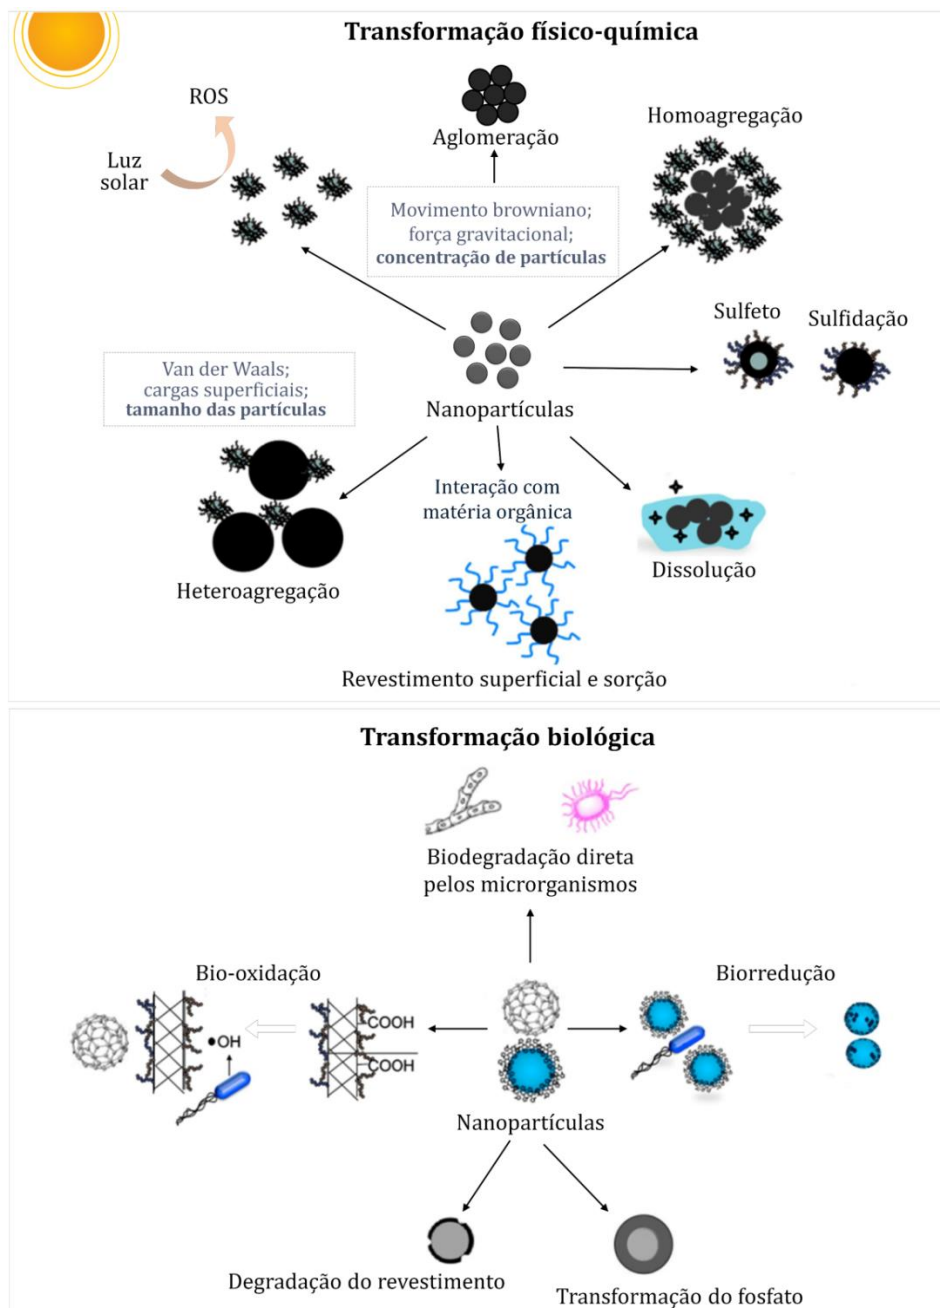 Transformação físico-química
ROS
Luz
solar
Aglomeração
Homoagregação
Movimento browniano;
força gravitacional;
concentração de partículas
Sulfeto
Sulfidação
Van der Waals;
cargas superficiais;
tamanho das partículas
Nanopartículas
Interação com
matéria orgânica
Heteroagregação
Dissolução
Revestimento superficial e sorção
Transformação biológica
Biodegradação direta
pelos microrganismos
Bio-oxidação
Biorredução
COOH
•OH
COOH
Nanopartículas
Degradação do revestimento
Transformação do fosfato